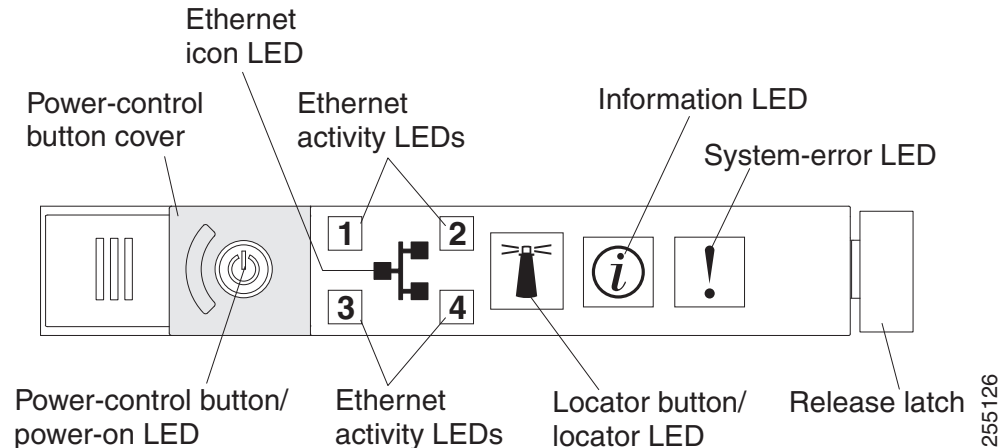 Ethernet
icon LED
Power-control
button cover
Ethernet
activity LEDs
Information LED
System-error LED
1
2
i
!
3
4
Power-control button/
power-on LED
Ethernet
activity LEDs
Locator button/
locator LED
Release latch
255126